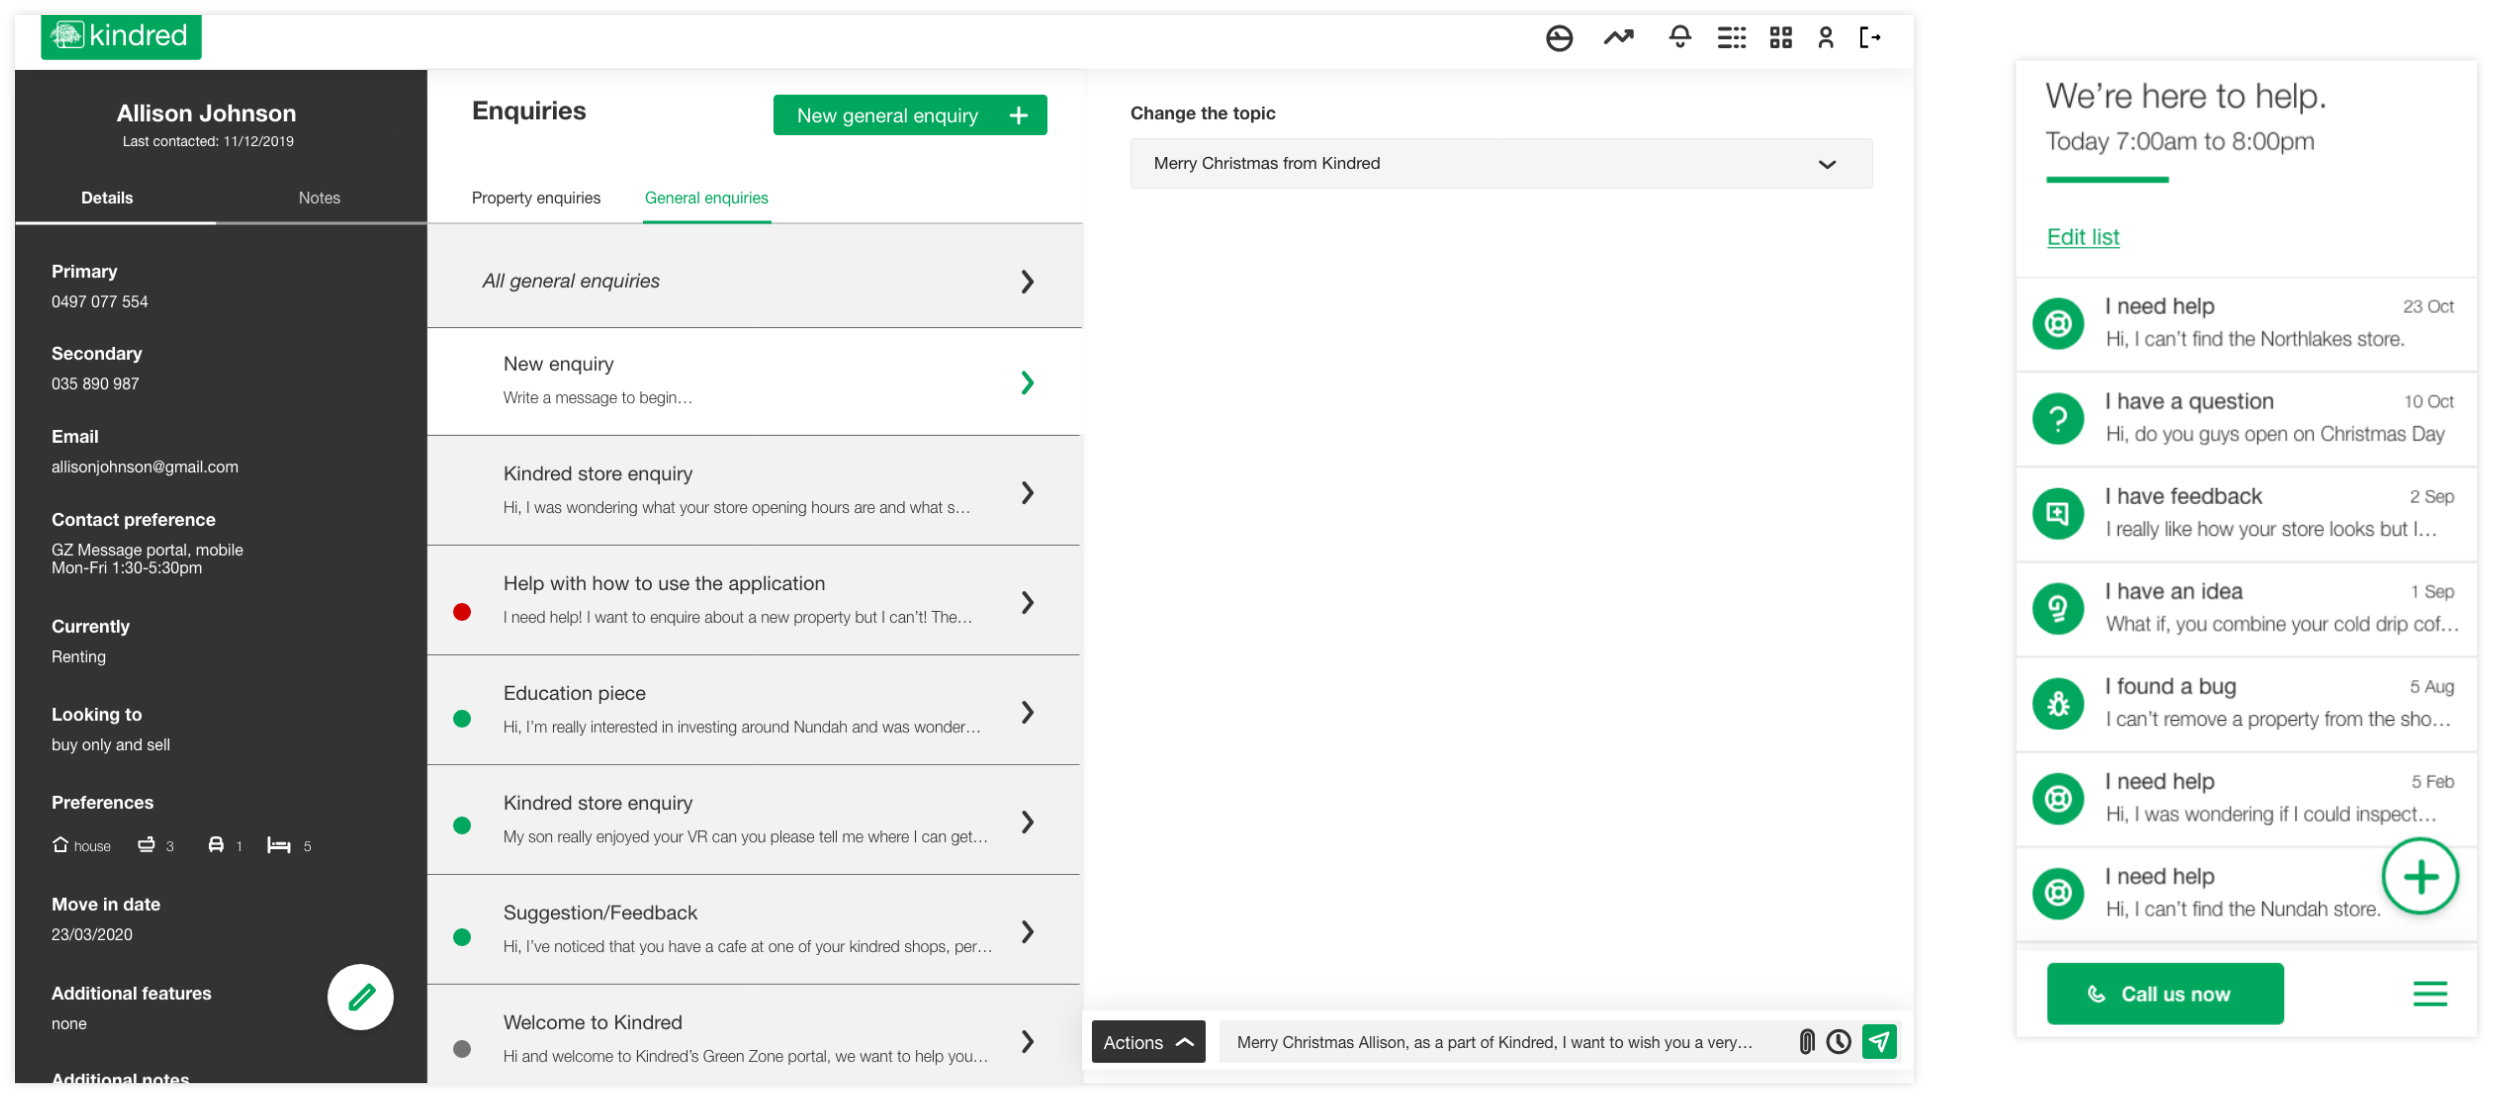 kindred
Allison Johnson
Last contacted: 11/12/2019
Details
Notes
Primary
0497 077 554
Secondary
035 890 987
Email
allisonjohnson@gmail.com
Contact preference
GZ Message portal, mobile
Mon-Fri 1:30-5:30pm
Currently
Renting
Looking to
buy only and sell
Preferences
house 3 1 5
Move in date
23/03/2020
Additional features
none
Additional notes
Enquiries
New general enquiry +
Property enquiries
General enquiries
All general enquiries
New enquiry
Write a message to begin...
Kindred store enquiry
Hi, I was wondering what your store opening hours are and what s...
Help with how to use the application
I need help! I want to enquire about a new property but I can't! The...
Education piece
Hi, I'm really interested in investing around Nundah and was wonder...
Kindred store enquiry
My son really enjoyed your VR can you please tell me where I can get...
Suggestion/Feedback
Hi, I've noticed that you have a cafe at one of your kindred shops, per...
Welcome to Kindred
Hi and welcome to Kindred's Green Zone portal, we want to help you...
Change the topic
Merry Christmas from Kindred
Actions
Merry Christmas Allison, as a part of Kindred, I want to wish you a very...
We're here to help.
Today 7:00am to 8:00pm
Edit list
I need help 23 Oct
Hi, I can't find the Northlakes store.
I have a question 10 Oct
Hi, do you guys open on Christmas Day
I have feedback 2 Sep
I really like how your store looks but I...
I have an idea 1 Sep
What if, you combine your cold drip cof...
I found a bug 5 Aug
I can't remove a property from the sho...
I need help 5 Feb
Hi, I was wondering if I could inspect...
I need help
Hi, I can't find the Nundah store.
Call us now